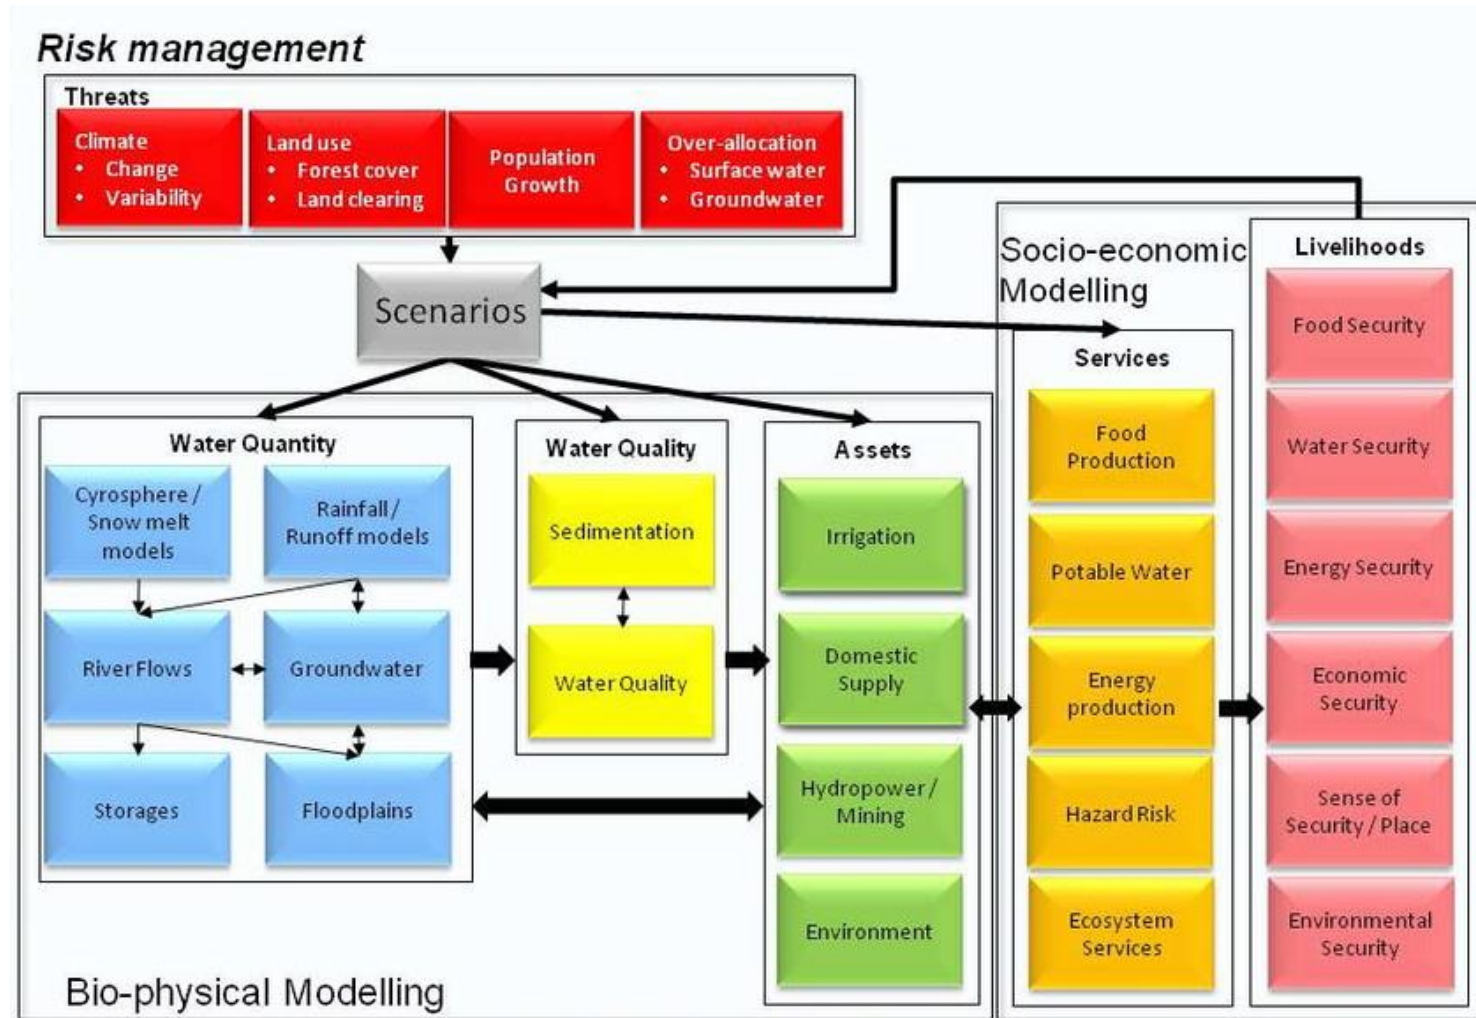 Risk management
Threats
Climate
• Change
• Variability
Land use
• Forest cover
• Land clearing
Population
Growth
Over-allocation
• Surface water
• Groundwater
Scenarios
Socio-economic
Modelling
Livelihoods
Food Security
Water Security
Energy Security
Economic
Security
Sense of
Security / Place
Environmental
Security
Services
Food
Production
Potable Water
Energy
production
Hazard Risk
Ecosystem
Services
Water Quantity
Cyrosphere /
Snow melt
models
Rainfall /
Runoff models
River Flows
Groundwater
Storages
Floodplains
Water Quality
Sedimentation
Water Quality
Assets
Irrigation
Domestic
Supply
Hydropower /
Mining
Environment
Bio-physical Modelling